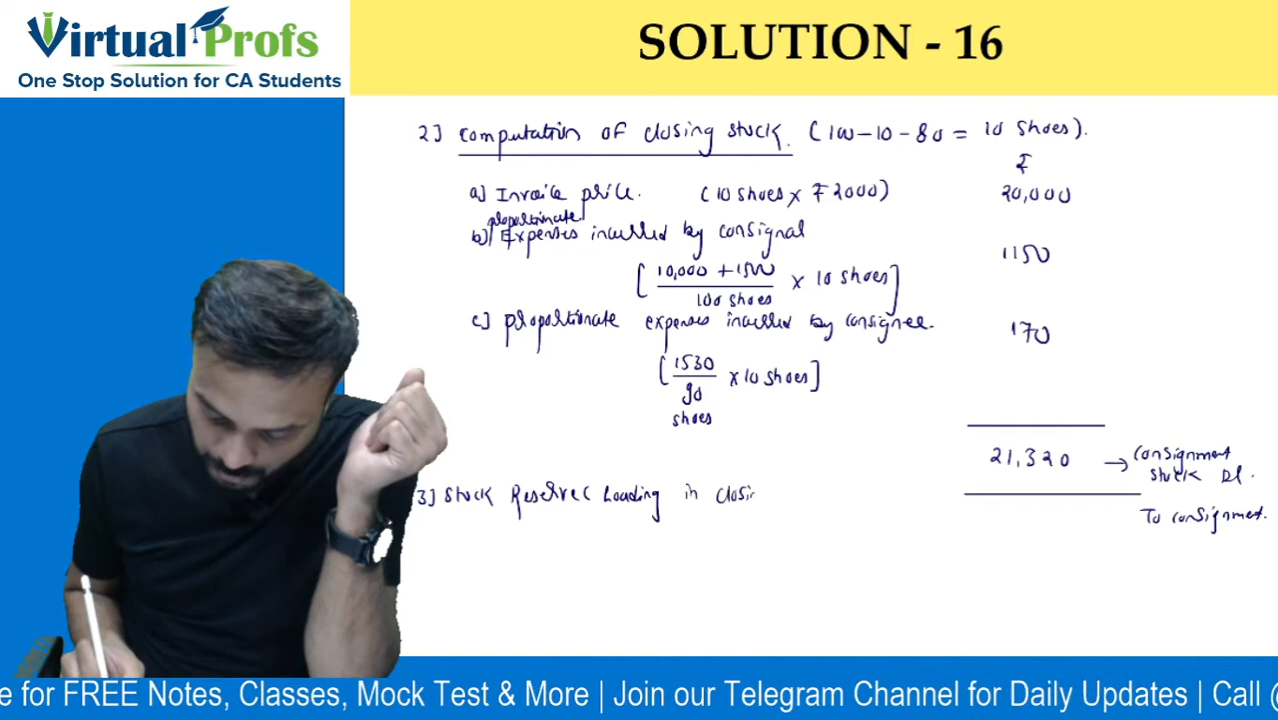 Virtual Profs
One Stop Solution for CA Students
SOLUTION - 16
2] Computation of closing stock. (100-10-80 = 10 shoes).
₹
a] Invoice price. (10 shoes x ₹ 2000) 20,000
proportionate
b] Expenses incurred by consignor 1150
[10,000 + 1500 / 100 shoes x 10 shoes]
c] proportionate expenses incurred by consignee. 170
[1530 / 90 shoes x 10 shoes]
21,320 → Consignment stock Dr.
To consignment.
3] Stock Reserve ( Loading in closi
e for FREE Notes, Classes, Mock Test & More | Join our Telegram Channel for Daily Updates | Call @